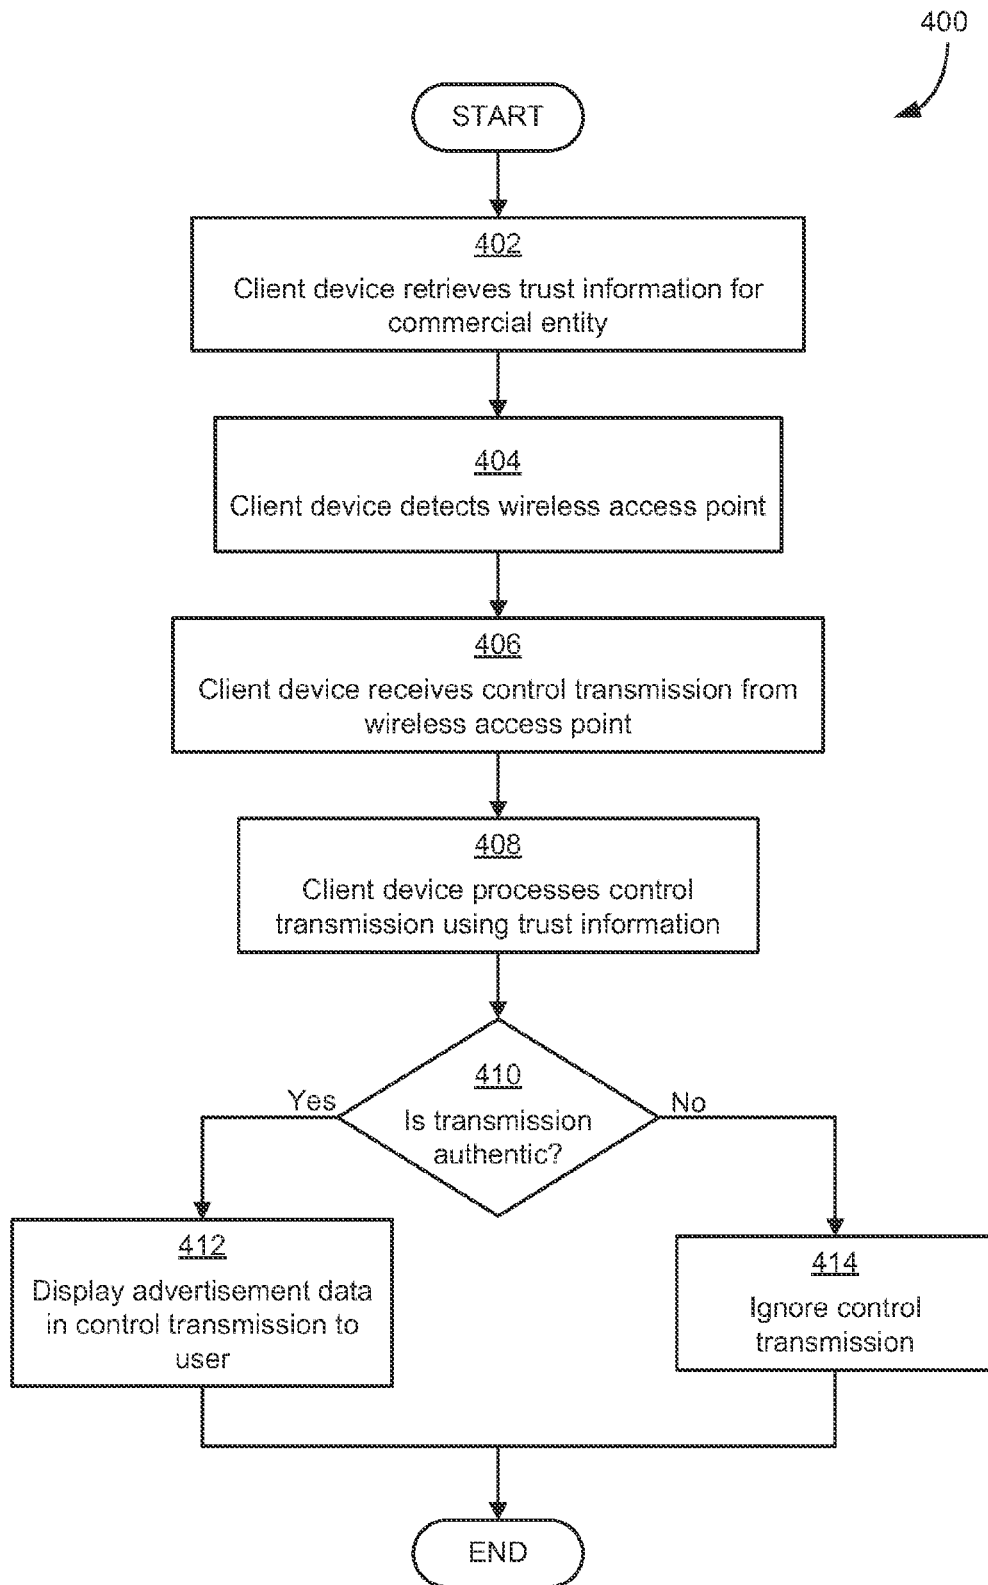 400
START
402
Client device retrieves trust information for
commercial entity
404
Client device detects wireless access point
406
Client device receives control transmission from
wireless access point
408
Client device processes control
transmission using trust information
410
Is transmission
authentic?
Yes
No
412
Display advertisement data
in control transmission to
user
414
Ignore control
transmission
END